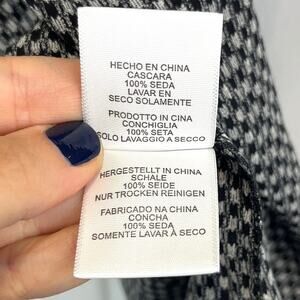 HECHO EN CHINA
CASCARA
100% SEDA
LAVAR EN
SECO SOLAMENTE
PRODOTTO IN CINA
CONCHIGLIA
100% SETA
SOLO LAVAGGIO A SECCO
HERGESTELLT IN CHINA
SCHALE
100% SEIDE
NUR TROCKEN REINIGEN
FABRICADO NA CHINA
CONCHA
100% SEDA
SOMENTE LAVAR À SECO